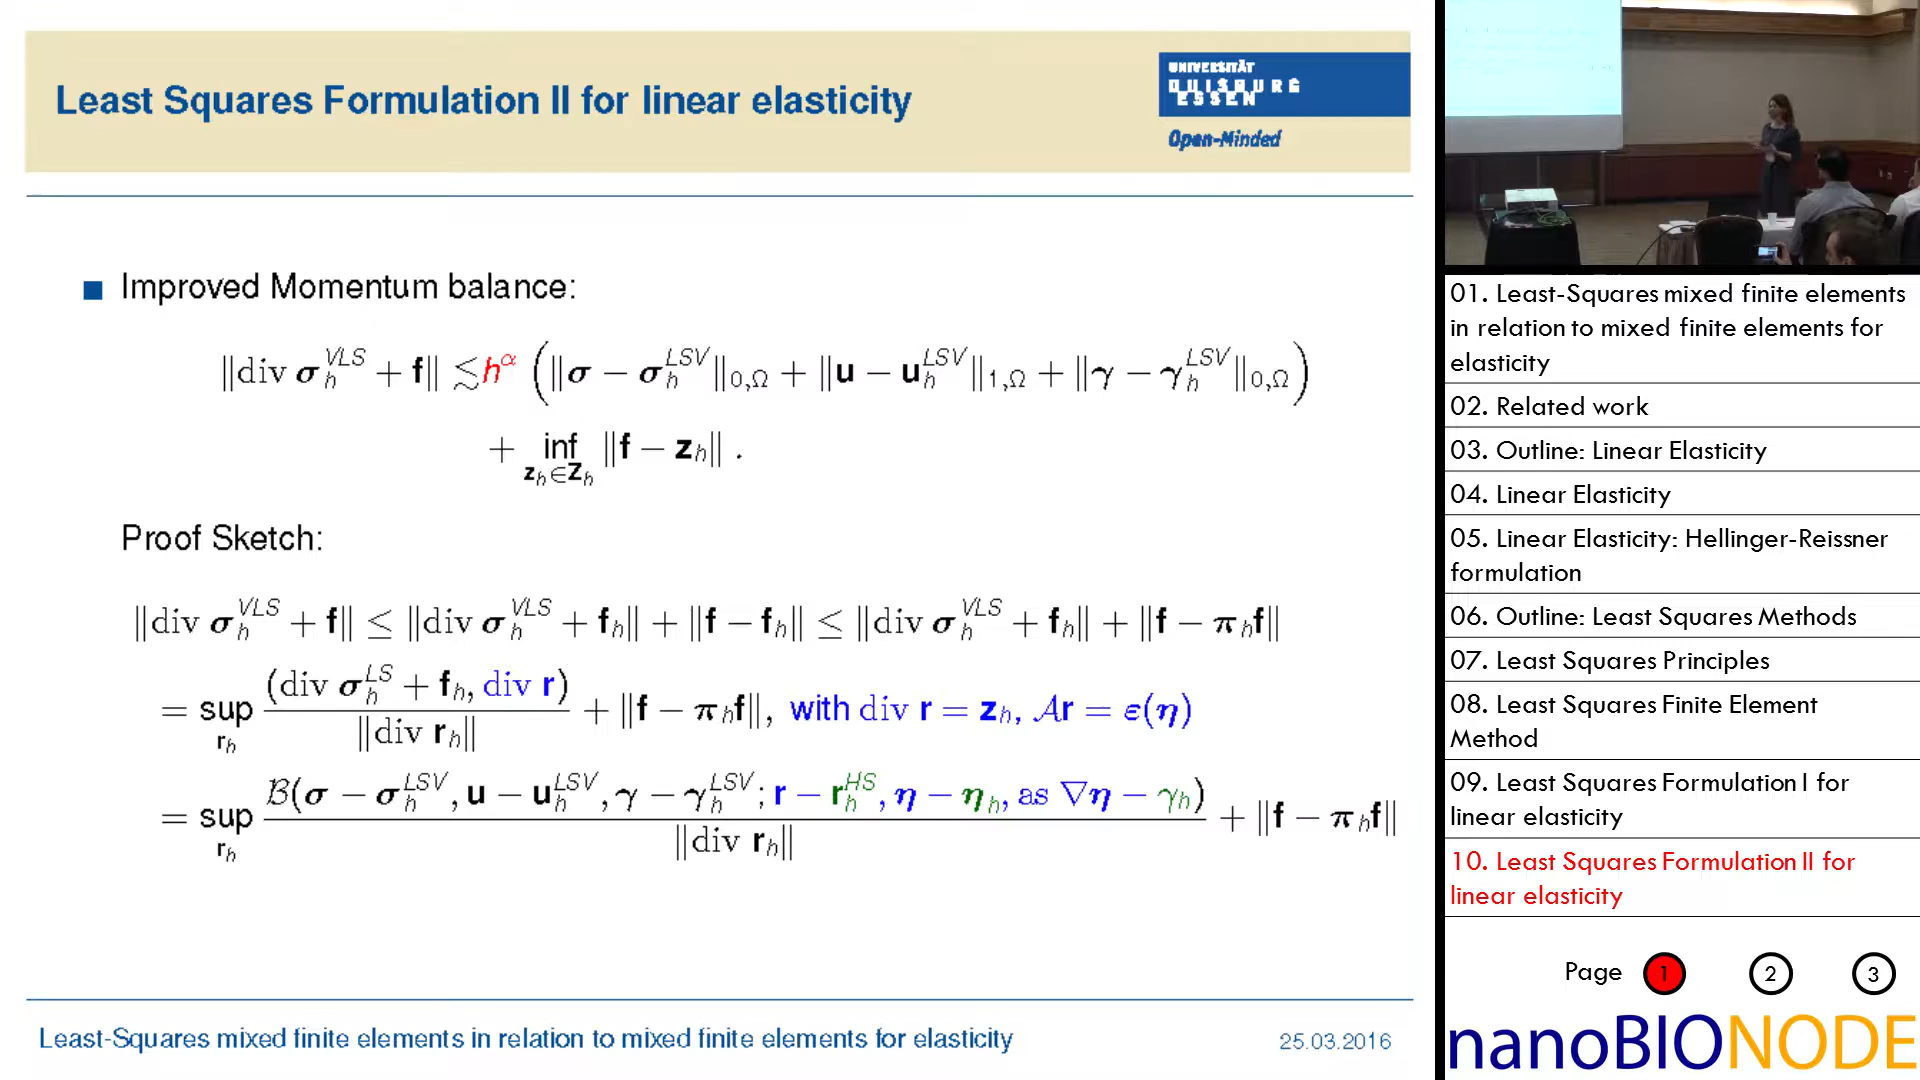 Least Squares Formulation II for linear elasticity
UNIVERSITÄT
DUISBURG
ESSEN
Open-Minded
Improved Momentum balance:
‖div σ_h^{VLS} + f‖ ≲ h^α (‖σ − σ_h^{LSV}‖_{0,Ω} + ‖u − u_h^{LSV}‖_{1,Ω} + ‖γ − γ_h^{LSV}‖_{0,Ω})
+ inf_{z_h∈Z_h} ‖f − z_h‖ .
Proof Sketch:
‖div σ_h^{VLS} + f‖ ≤ ‖div σ_h^{VLS} + f_h‖ + ‖f − f_h‖ ≤ ‖div σ_h^{VLS} + f_h‖ + ‖f − π_h f‖
= sup_{r_h} (div σ_h^{LS} + f_h, div r) / ‖div r_h‖ + ‖f − π_h f‖, with div r = z_h, 𝒜r = ε(η)
= sup_{r_h} ℬ(σ − σ_h^{LSV}, u − u_h^{LSV}, γ − γ_h^{LSV}; r − r_h^{HS}, η − η_h, as ∇η − γ_h) / ‖div r_h‖ + ‖f − π_h f‖
Least-Squares mixed finite elements in relation to mixed finite elements for elasticity
25.03.2016
01. Least-Squares mixed finite elements
in relation to mixed finite elements for
elasticity
02. Related work
03. Outline: Linear Elasticity
04. Linear Elasticity
05. Linear Elasticity: Hellinger-Reissner
formulation
06. Outline: Least Squares Methods
07. Least Squares Principles
08. Least Squares Finite Element
Method
09. Least Squares Formulation I for
linear elasticity
10. Least Squares Formulation II for
linear elasticity
Page 1 2 3
nanoBIONODE